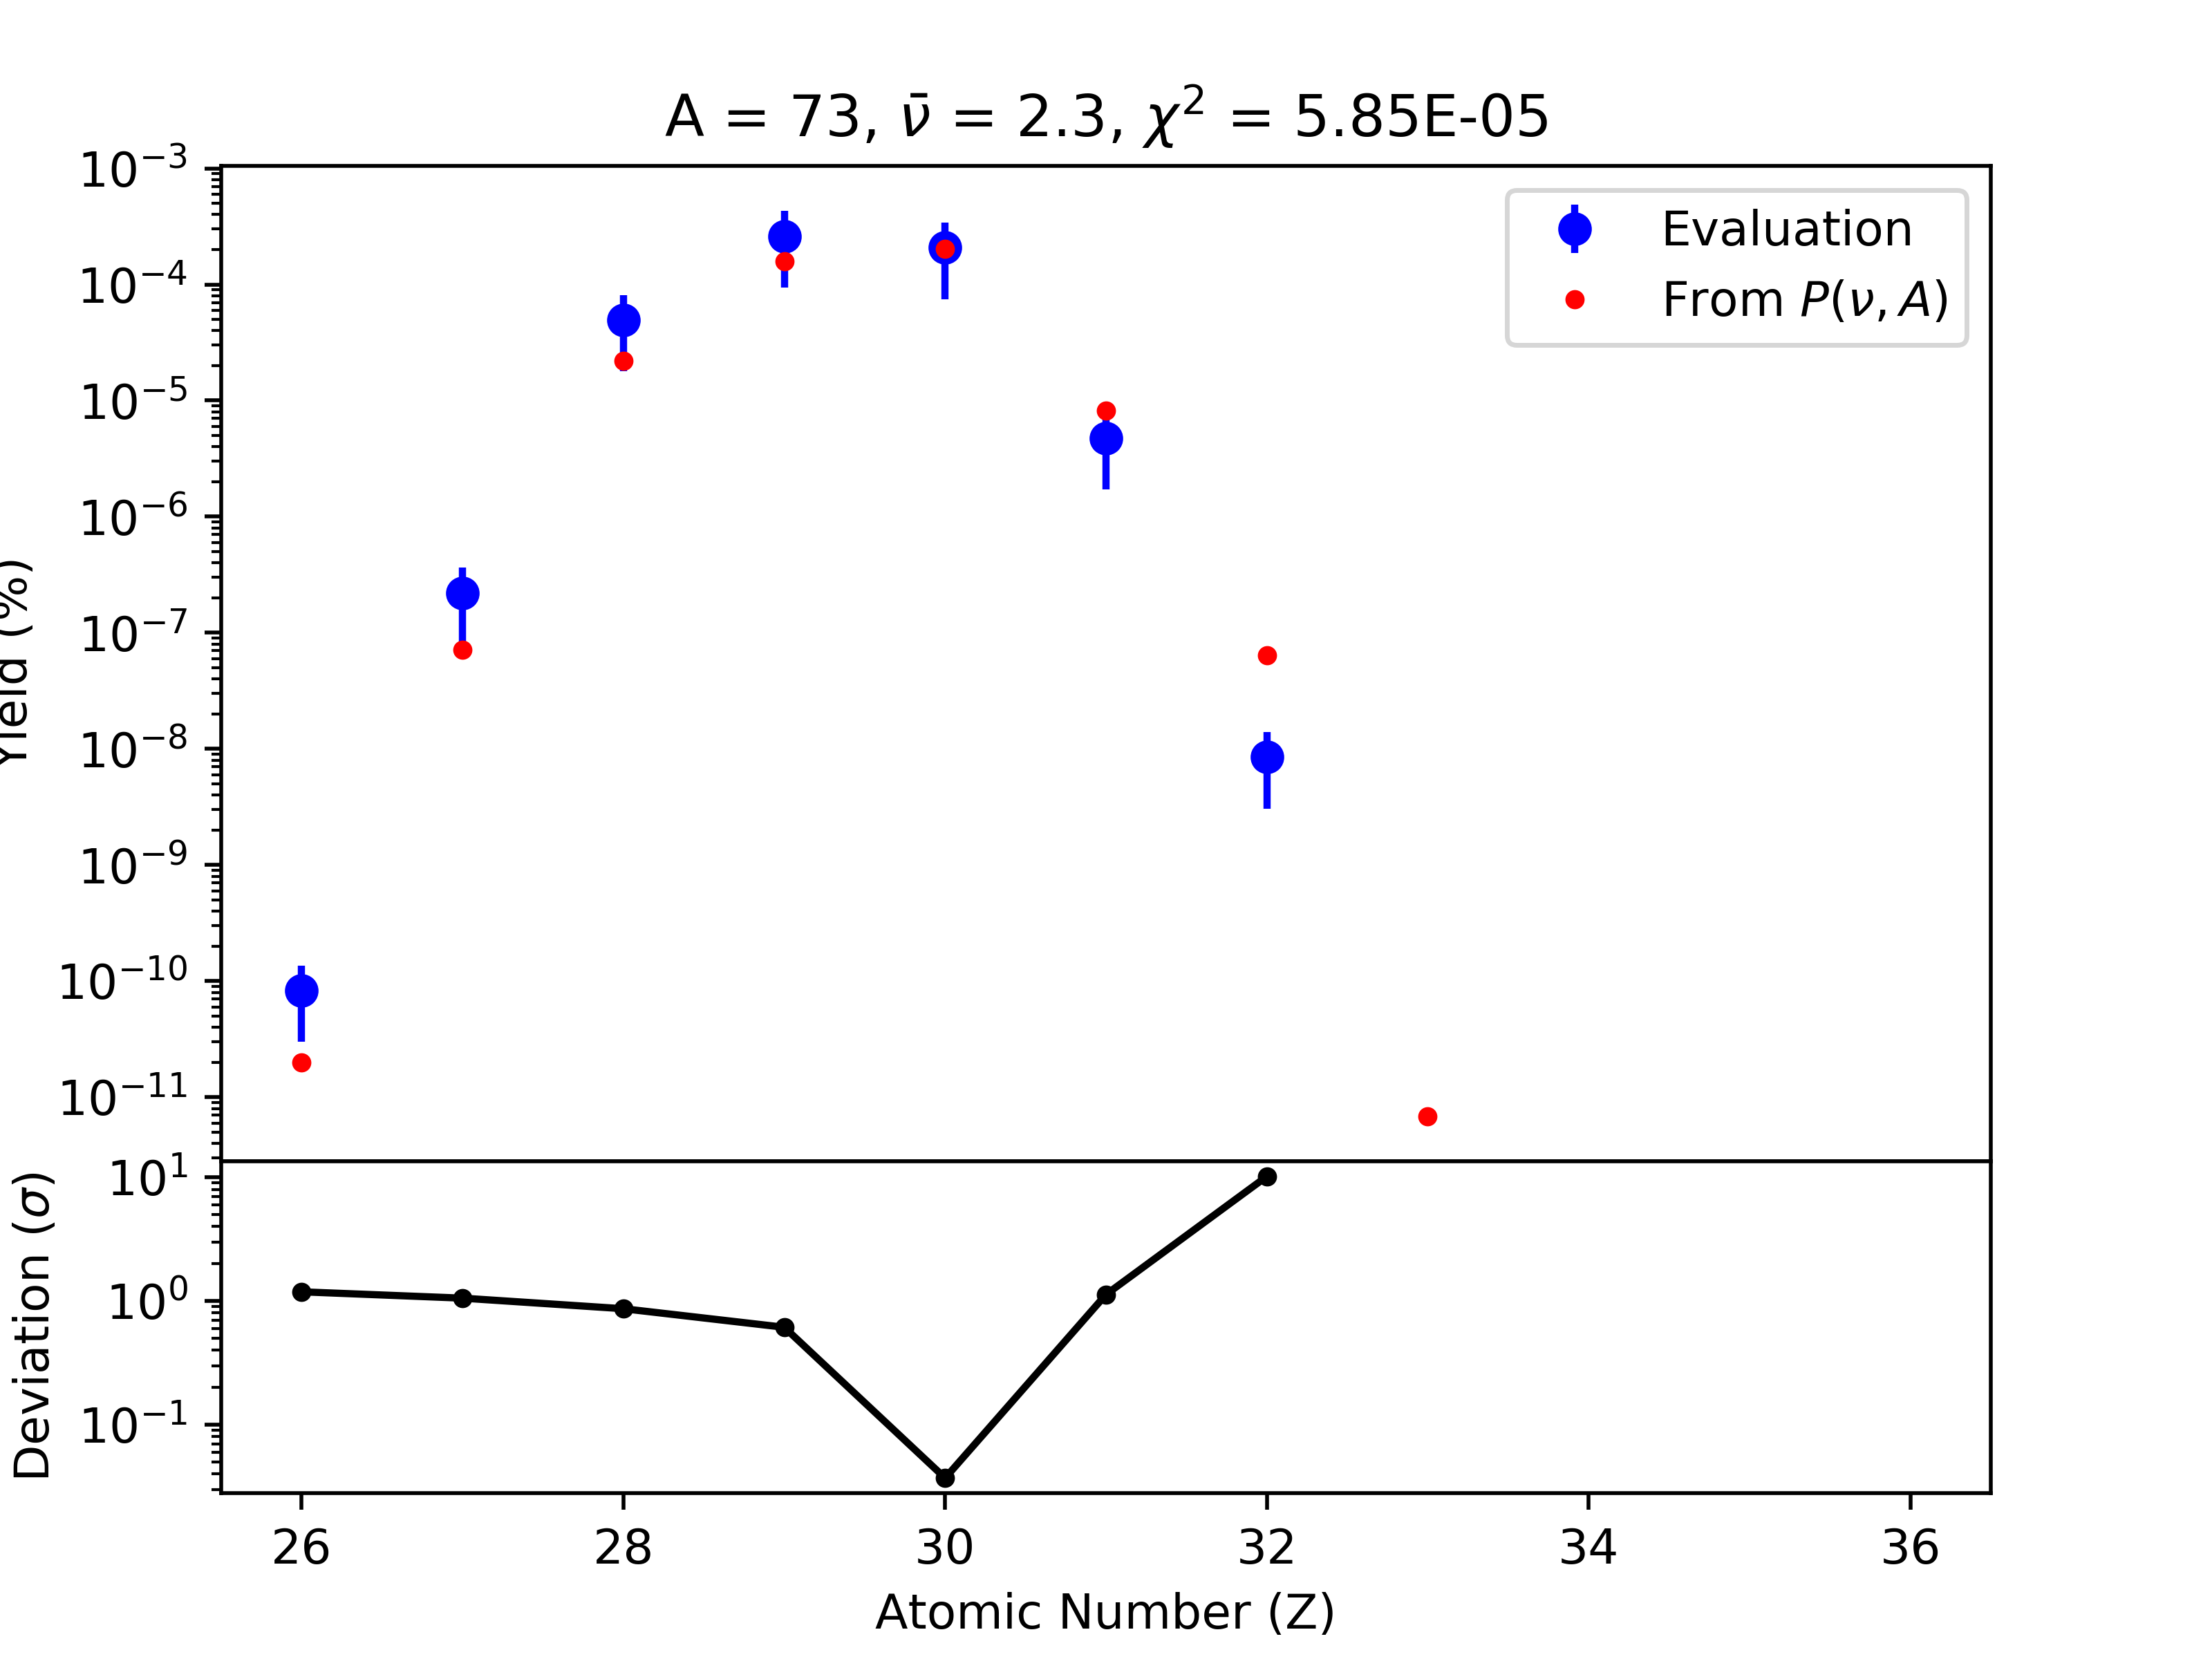 A = 73, ν̄ = 2.3, χ² = 5.85E-05
10⁻³
10⁻⁴
10⁻⁵
10⁻⁶
10⁻⁷
10⁻⁸
10⁻⁹
10⁻¹⁰
10⁻¹¹
Yield (%)
Evaluation
From P(ν, A)
10¹
10⁰
10⁻¹
Deviation (σ)
26 28 30 32 34 36
Atomic Number (Z)